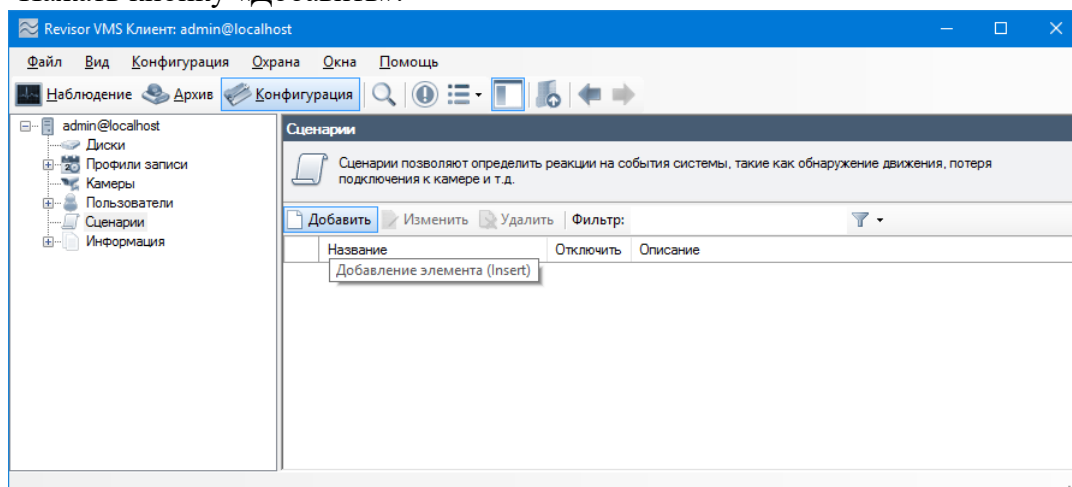 Revisor VMS Клиент: admin@localhost
Файл Вид Конфигурация Охрана Окна Помощь
Наблюдение Архив Конфигурация
admin@localhost
Диски
Профили записи
Камеры
Пользователи
Сценарии
Информация
Сценарии
Сценарии позволяют определить реакции на события системы, такие как обнаружение движения, потеря
подключения к камере и т.д.
Добавить Изменить Удалить Фильтр:
Название Отключить Описание
Добавление элемента (Insert)